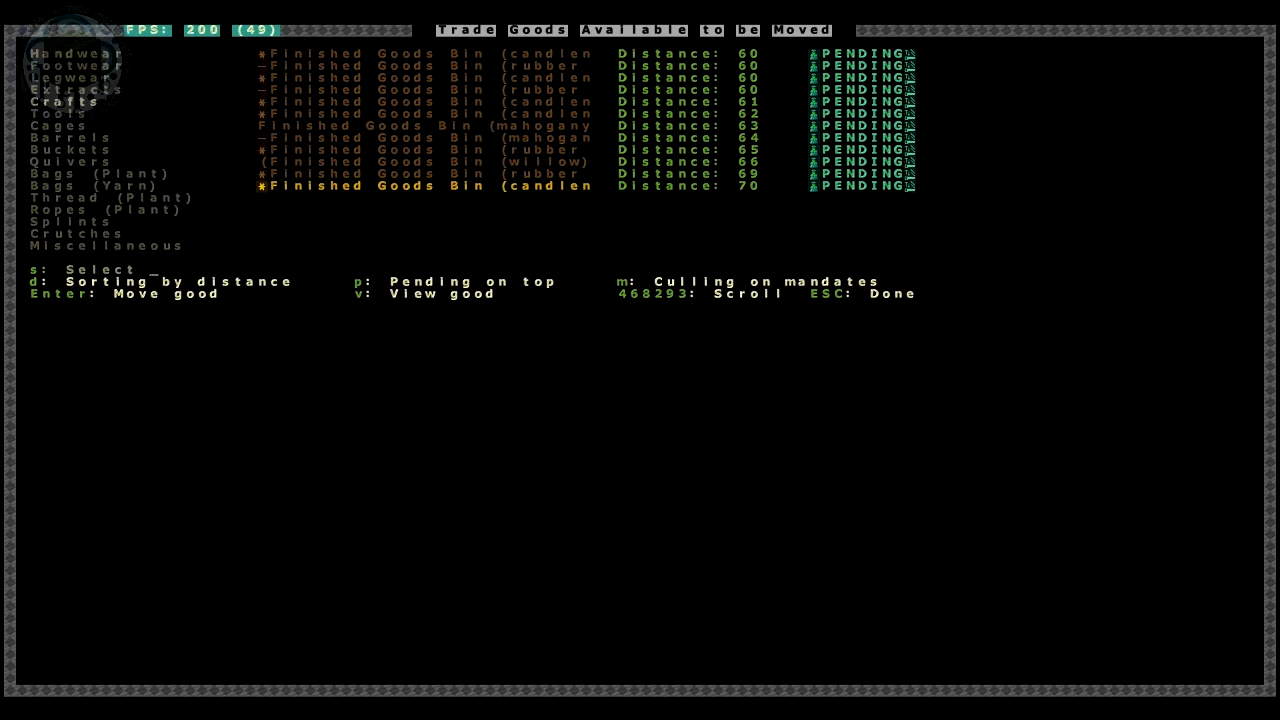 FPS: 200 (49) Trade Goods Available to be Moved
Handwear *Finished Goods Bin (candlen Distance: 60 PENDING
Footwear -Finished Goods Bin (rubber Distance: 60 PENDING
Legwear *Finished Goods Bin (candlen Distance: 60 PENDING
Extracts -Finished Goods Bin (rubber Distance: 60 PENDING
Crafts *Finished Goods Bin (candlen Distance: 61 PENDING
Tools *Finished Goods Bin (candlen Distance: 62 PENDING
Cages Finished Goods Bin (mahogany Distance: 63 PENDING
Barrels -Finished Goods Bin (mahogan Distance: 64 PENDING
Buckets *Finished Goods Bin (rubber Distance: 65 PENDING
Quivers (Finished Goods Bin (willow) Distance: 66 PENDING
Bags (Plant) *Finished Goods Bin (rubber Distance: 69 PENDING
Bags (Yarn) *Finished Goods Bin (candlen Distance: 70 PENDING
Thread (Plant)
Ropes (Plant)
Splints
Crutches
Miscellaneous
s: Select _
d: Sorting by distance p: Pending on top m: Culling on mandates
Enter: Move good v: View good 468293: Scroll ESC: Done